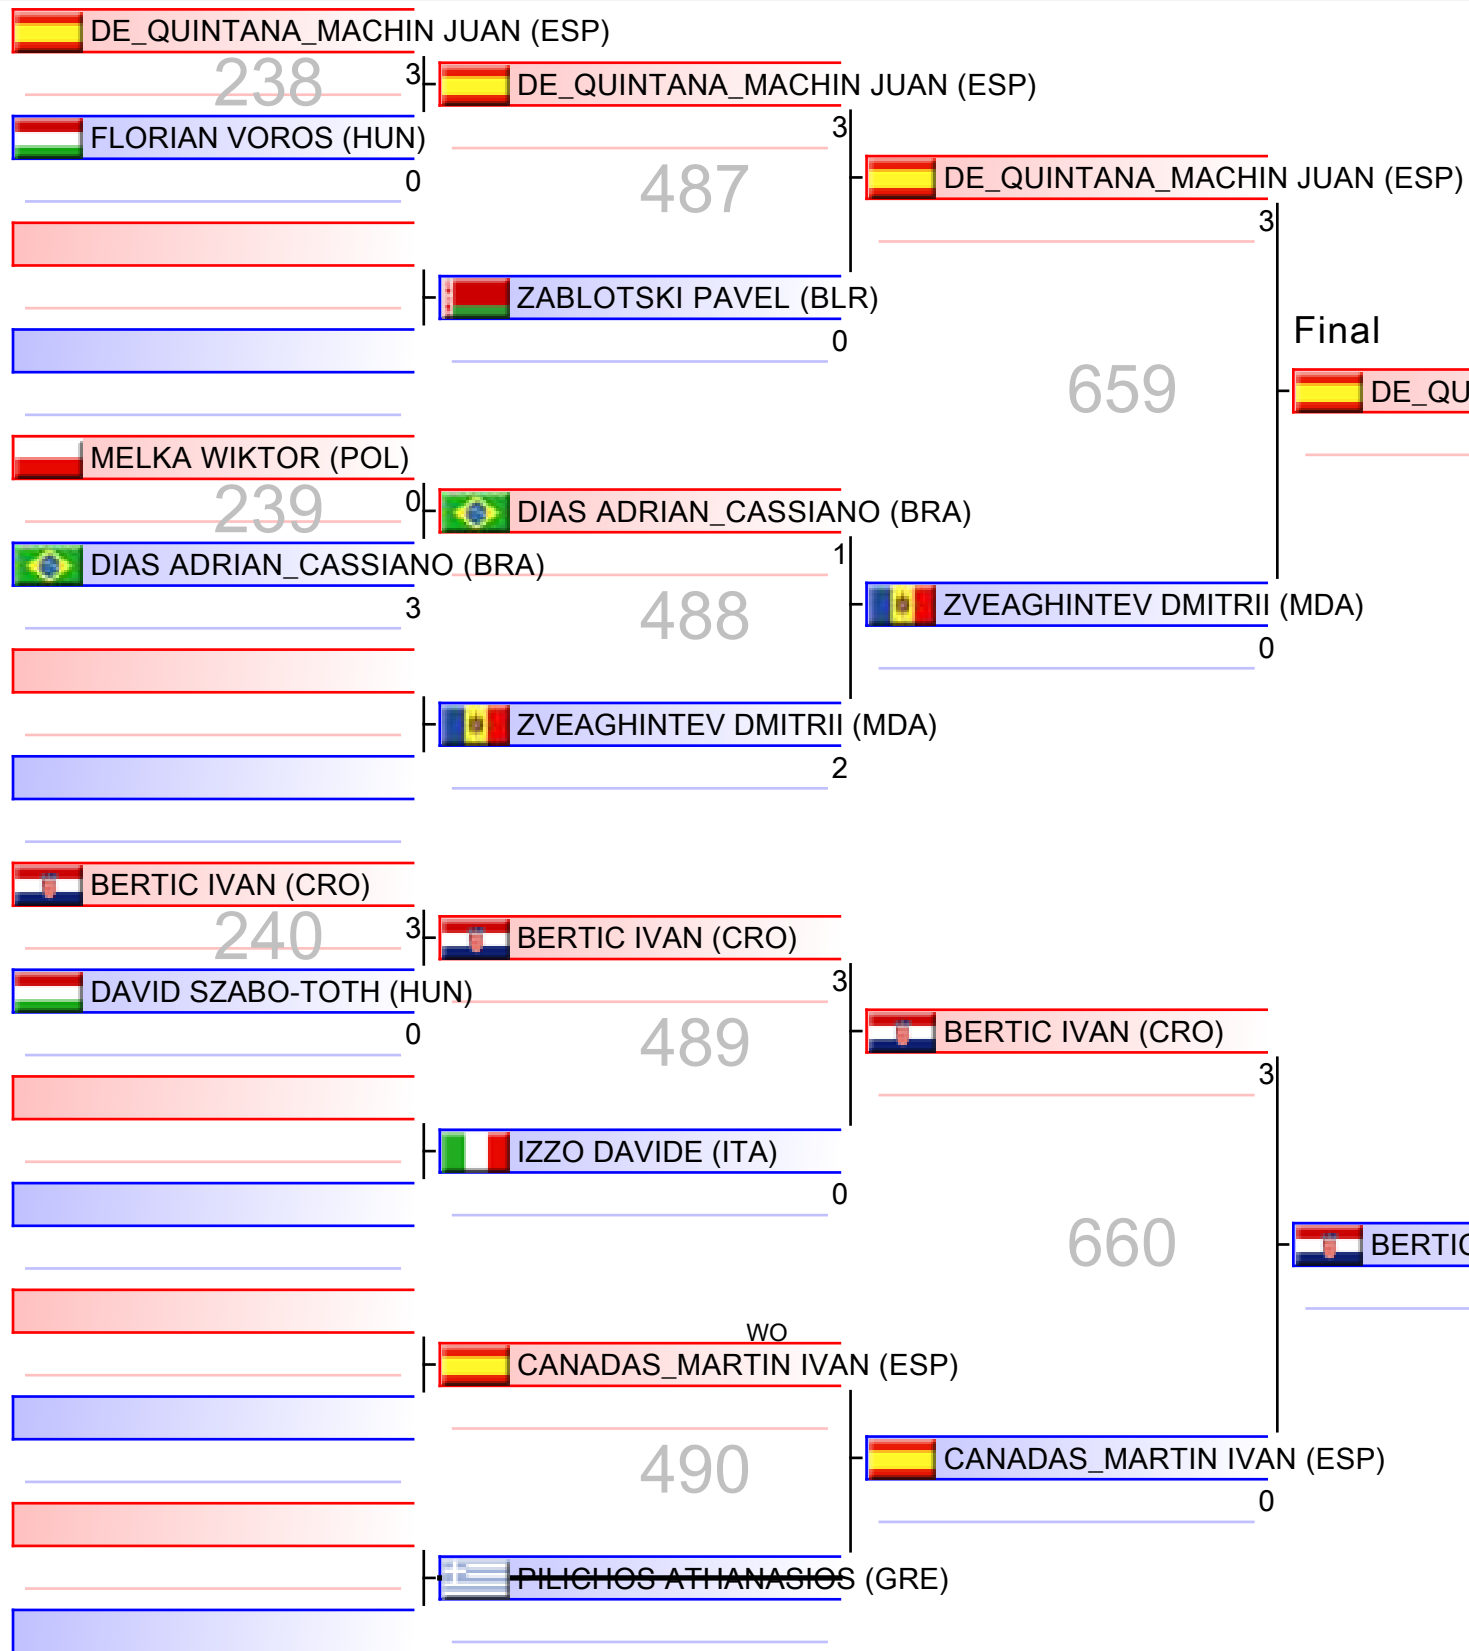 DE_QUINTANA_MACHIN JUAN (ESP)
238
3
FLORIAN VOROS (HUN)
0
MELKA WIKTOR (POL)
239
0
DIAS ADRIAN_CASSIANO (BRA)
3
BERTIC IVAN (CRO)
240
3
DAVID SZABO-TOTH (HUN)
0
DE_QUINTANA_MACHIN JUAN (ESP)
3
487
ZABLOTSKI PAVEL (BLR)
0
DIAS ADRIAN_CASSIANO (BRA)
1
488
ZVEAGHINTEV DMITRII (MDA)
2
BERTIC IVAN (CRO)
3
489
IZZO DAVIDE (ITA)
0
WO
CANADAS_MARTIN IVAN (ESP)
490
PILICHOS ATHANASIOS (GRE)
DE_QUINTANA_MACHIN JUAN (ESP)
3
659
ZVEAGHINTEV DMITRII (MDA)
0
BERTIC IVAN (CRO)
3
660
CANADAS_MARTIN IVAN (ESP)
0
Final
DE_QU
BERTIC